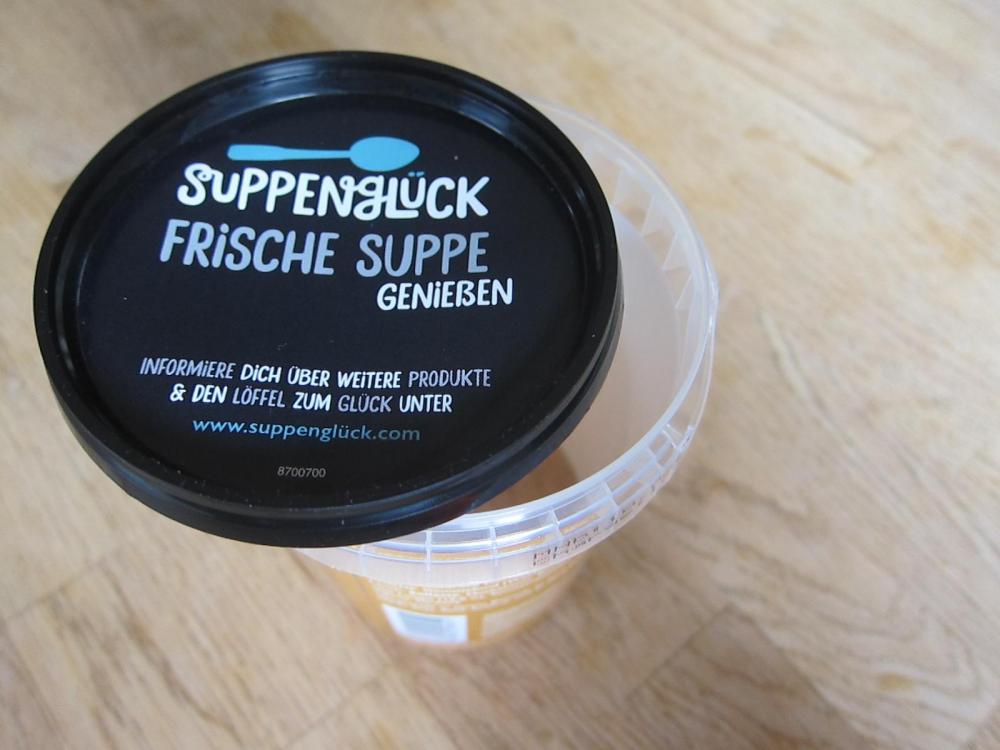 SUPPENGLÜCK
FRiSCHE SUPPE
GENiEẞEN
INFORMiERE DiCH ÜBER WEiTERE PRODUKTE
& DEN LÖFFEL ZUM GLÜCK UNTER
www.suppenglück.com
8700700